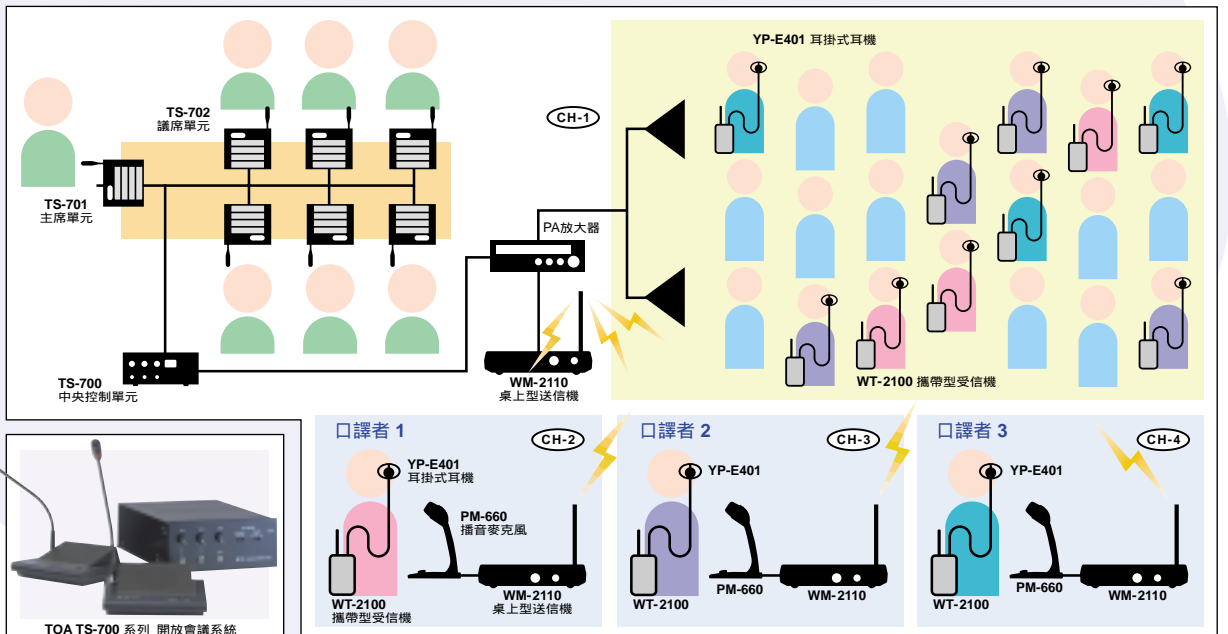 TS-702
議席單元
TS-701
主席單元
TS-700
中央控制單元
PA放大器
WM-2110
桌上型送信機
CH-1
YP-E401 耳掛式耳機
WT-2100 攜帶型受信機
TOA TS-700 系列 開放會議系統
口譯者 1
CH-2
YP-E401
耳掛式耳機
PM-660
播音麥克風
WT-2100
攜帶型受信機
WM-2110
桌上型送信機
口譯者 2
CH-3
YP-E401
PM-660
WT-2100
WM-2110
口譯者 3
CH-4
YP-E401
PM-660
WT-2100
WM-2110